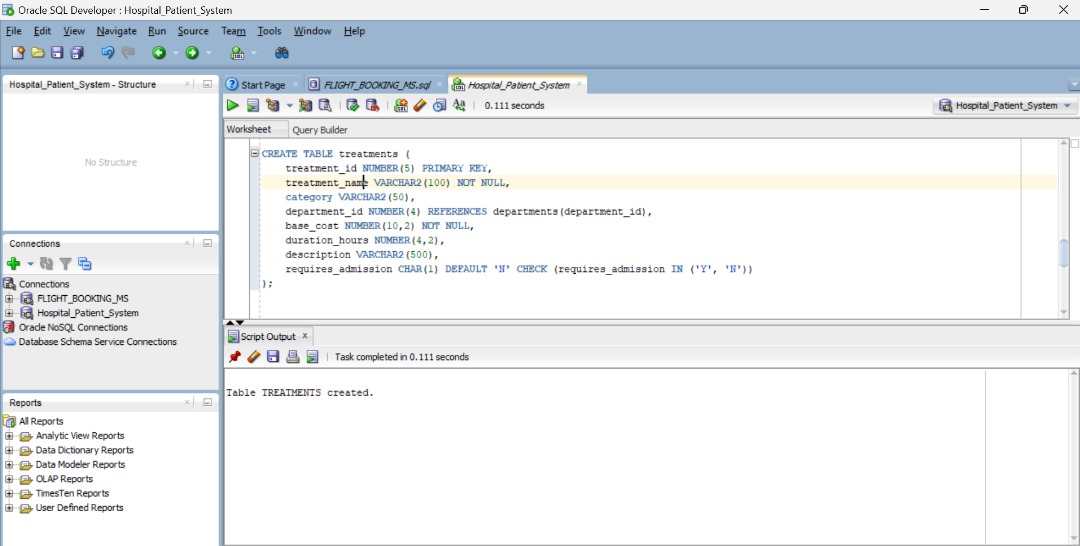 Oracle SQL Developer : Hospital_Patient_System
File Edit View Navigate Run Source Team Tools Window Help
Hospital_Patient_System - Structure
No Structure
Connections
Connections
FLIGHT_BOOKING_MS
Hospital_Patient_System
Oracle NoSQL Connections
Database Schema Service Connections
Reports
All Reports
Analytic View Reports
Data Dictionary Reports
Data Modeler Reports
OLAP Reports
TimesTen Reports
User Defined Reports
Start Page FLIGHT_BOOKING_MS.sql Hospital_Patient_System
0.111 seconds Hospital_Patient_System
Worksheet Query Builder
CREATE TABLE treatments (
treatment_id NUMBER(5) PRIMARY KEY,
treatment_name VARCHAR2(100) NOT NULL,
category VARCHAR2(50),
department_id NUMBER(4) REFERENCES departments(department_id),
base_cost NUMBER(10,2) NOT NULL,
duration_hours NUMBER(4,2),
description VARCHAR2(500),
requires_admission CHAR(1) DEFAULT 'N' CHECK (requires_admission IN ('Y', 'N'))
);
Script Output
Task completed in 0.111 seconds
Table TREATMENTS created.